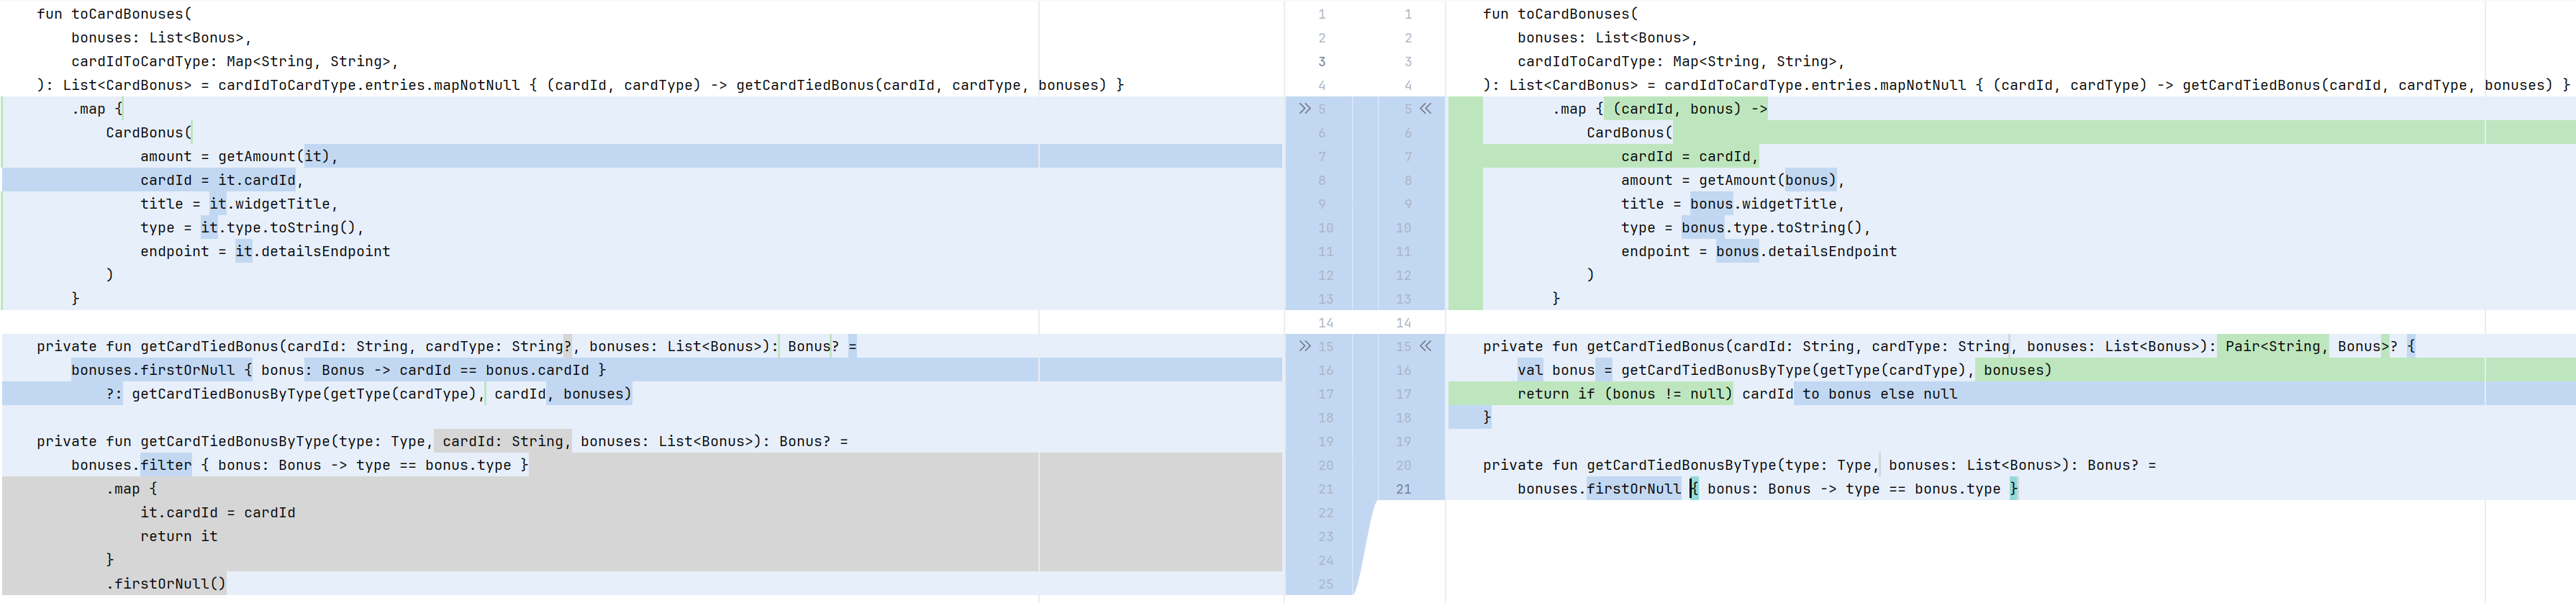 fun toCardBonuses(
    bonuses: List<Bonus>,
    cardIdToCardType: Map<String, String>,
): List<CardBonus> = cardIdToCardType.entries.mapNotNull { (cardId, cardType) -> getCardTiedBonus(cardId, cardType, bonuses) }
    .map {
        CardBonus(
            amount = getAmount(it),
            cardId = it.cardId,
            title = it.widgetTitle,
            type = it.type.toString(),
            endpoint = it.detailsEndpoint
        )
    }
private fun getCardTiedBonus(cardId: String, cardType: String?, bonuses: List<Bonus>): Bonus? =
    bonuses.firstOrNull { bonus: Bonus -> cardId == bonus.cardId }
        ?: getCardTiedBonusByType(getType(cardType), cardId, bonuses)
private fun getCardTiedBonusByType(type: Type, cardId: String, bonuses: List<Bonus>): Bonus? =
    bonuses.filter { bonus: Bonus -> type == bonus.type }
        .map {
            it.cardId = cardId
            return it
        }
        .firstOrNull()
1 1
2 2
3 3
4 4
>> 5 5 <<
6 6
7 7
8 8
9 9
10 10
11 11
12 12
13 13
14 14
>> 15 15 <<
16 16
17 17
18 18
19 19
20 20
21 21
22
23
24
25
fun toCardBonuses(
    bonuses: List<Bonus>,
    cardIdToCardType: Map<String, String>,
): List<CardBonus> = cardIdToCardType.entries.mapNotNull { (cardId, cardType) -> getCardTiedBonus(cardId, cardType, bonuses) }
        .map { (cardId, bonus) ->
            CardBonus(
                cardId = cardId,
                amount = getAmount(bonus),
                title = bonus.widgetTitle,
                type = bonus.type.toString(),
                endpoint = bonus.detailsEndpoint
            )
        }
private fun getCardTiedBonus(cardId: String, cardType: String, bonuses: List<Bonus>): Pair<String, Bonus>? {
    val bonus = getCardTiedBonusByType(getType(cardType), bonuses)
    return if (bonus != null) cardId to bonus else null
}
private fun getCardTiedBonusByType(type: Type, bonuses: List<Bonus>): Bonus? =
    bonuses.firstOrNull { bonus: Bonus -> type == bonus.type }